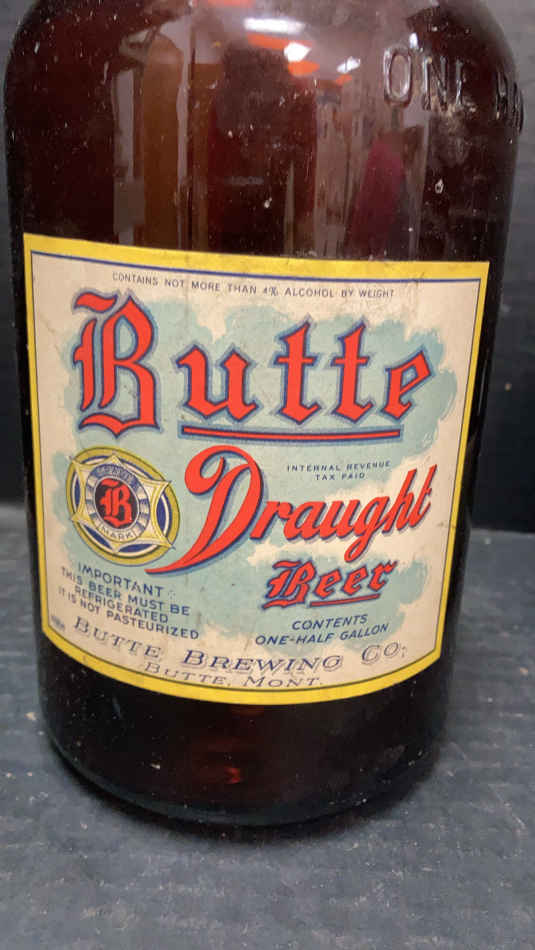 ONE HA
CONTAINS NOT MORE THAN 4% ALCOHOL BY WEIGHT
Butte
INTERNAL REVENUE
TAX PAID
Draught
Beer
B
MARK
IMPORTANT:
THIS BEER MUST BE
REFRIGERATED
IT IS NOT PASTEURIZED
CONTENTS
ONE-HALF GALLON
BUTTE BREWING CO.
BUTTE, MONT.